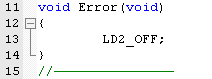 11 void Error(void)
12 {
13 LD2_OFF;
14 }
15 //——————————————